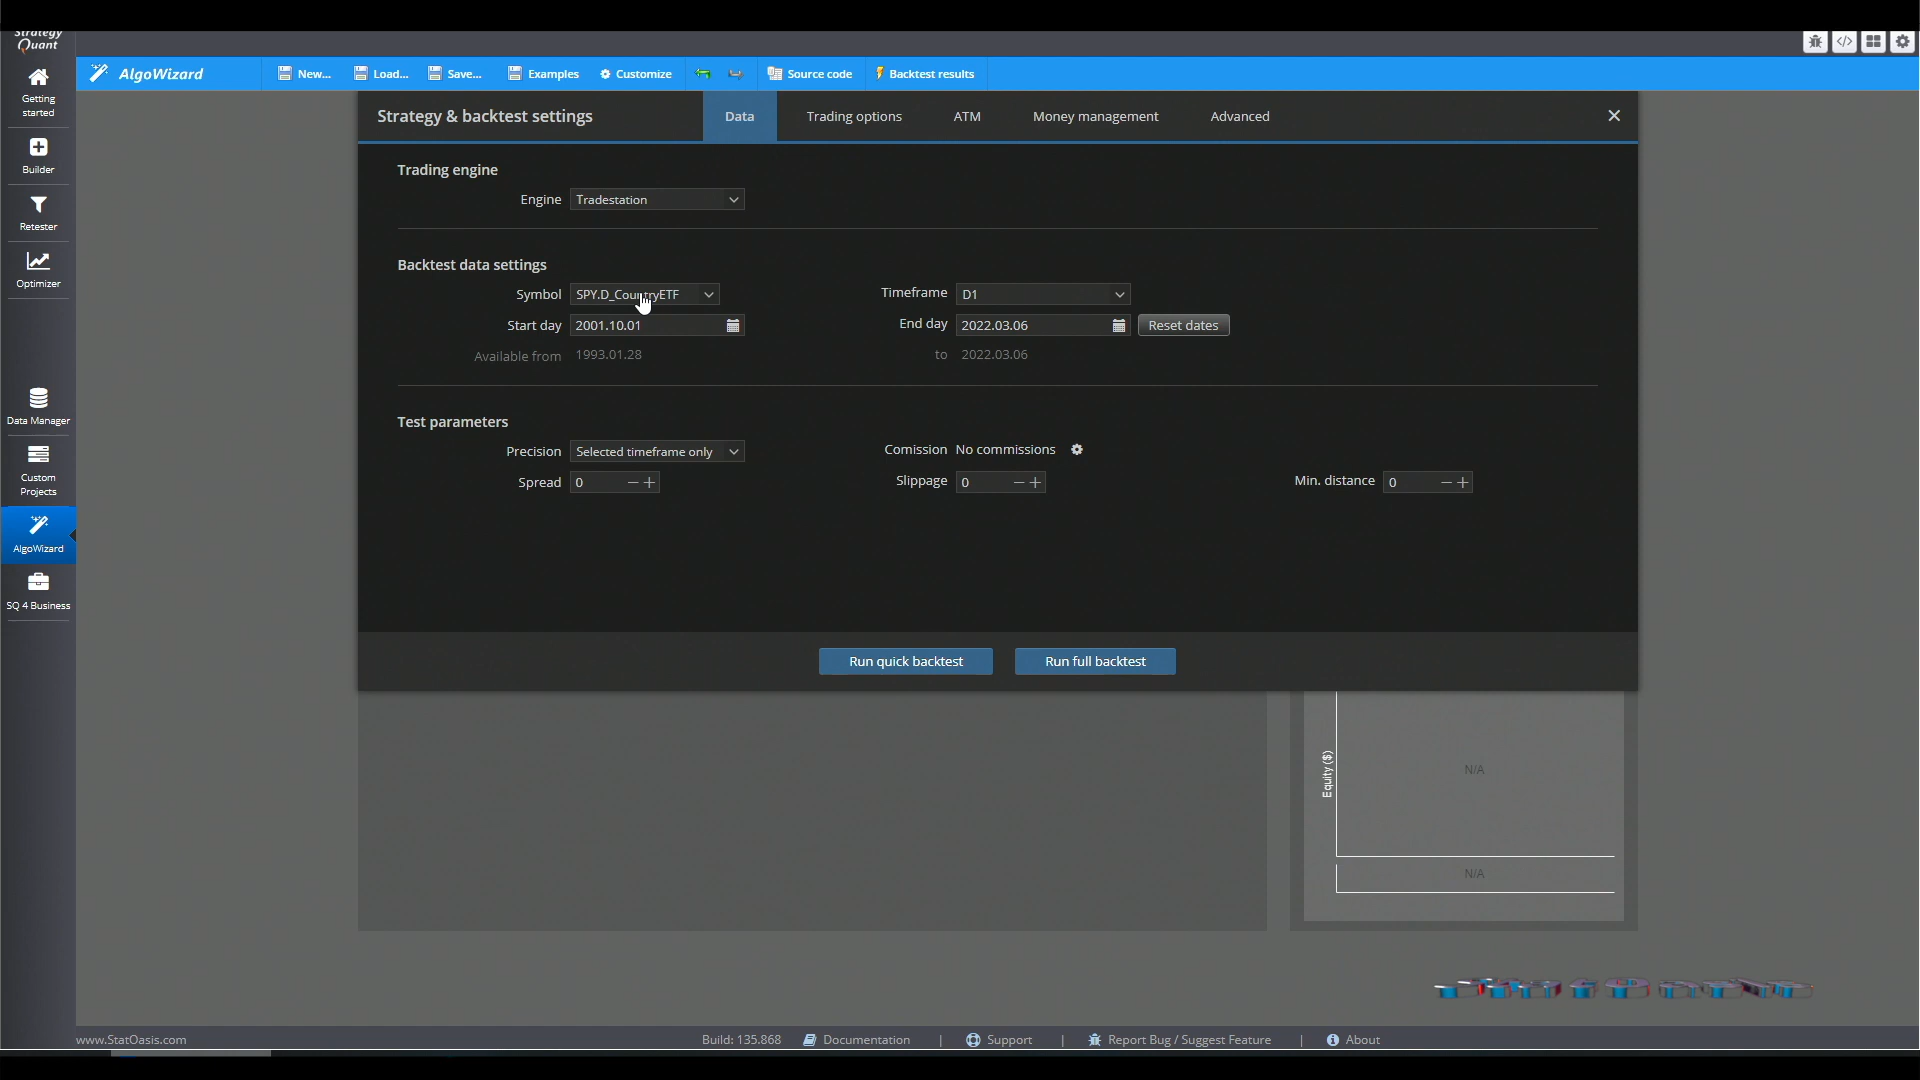 Strategy
Quant
AlgoWizard
New...
Load...
Save...
Examples
Customize
Source code
Backtest results
Getting
started
Builder
Retester
Optimizer
Data Manager
Custom
Projects
AlgoWizard
SQ 4 Business
Strategy & backtest settings
Data
Trading options
ATM
Money management
Advanced
Trading engine
Engine Tradestation
Backtest data settings
Symbol SPY.D_CountryETF Timeframe D1
Start day 2001.10.01 End day 2022.03.06 Reset dates
Available from 1993.01.28 to 2022.03.06
Test parameters
Precision Selected timeframe only Comission No commissions
Spread 0 Slippage 0 Min. distance 0
Run quick backtest Run full backtest
Equity ($)
N/A
N/A
www.StatOasis.com
Build: 135.868
Documentation
|
Support
|
Report Bug / Suggest Feature
|
About